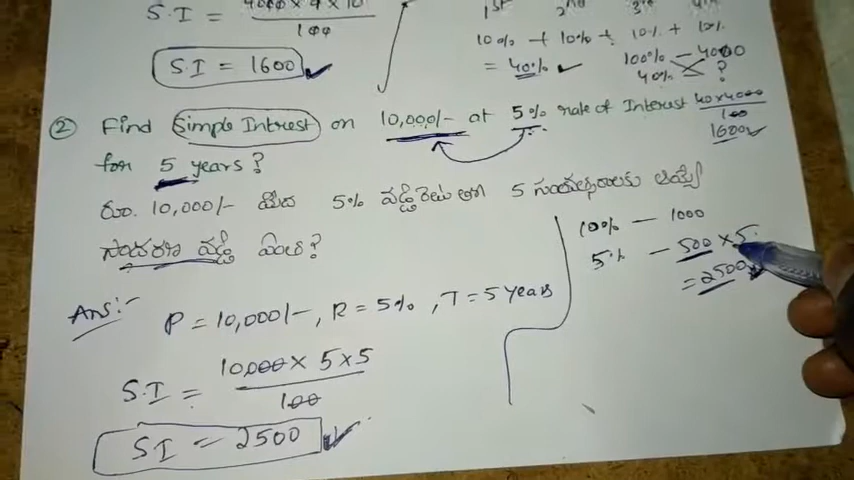 S.I = 4000 × 4 × 10
100
S.I = 1600
1st 2nd 3rd 4th
10% + 10% + 10% + 10%
= 40%
100% — 4000
40% — ?
40 × 4000
100
1600
② Find Simple Interest on 10,000/- at 5% rate of Interest
for 5 years?
రూ. 10,000/- మీద 5% వడ్డీ రేటు 5 సంవత్సరాలకు
సాధారణ వడ్డీ ఎంత?
100% — 1000
5% — 500 × 5
= 2500
Ans:-
P = 10,000/-, R = 5%, T = 5 Years
S.I = 10,000 × 5 × 5
100
S.I = 2500